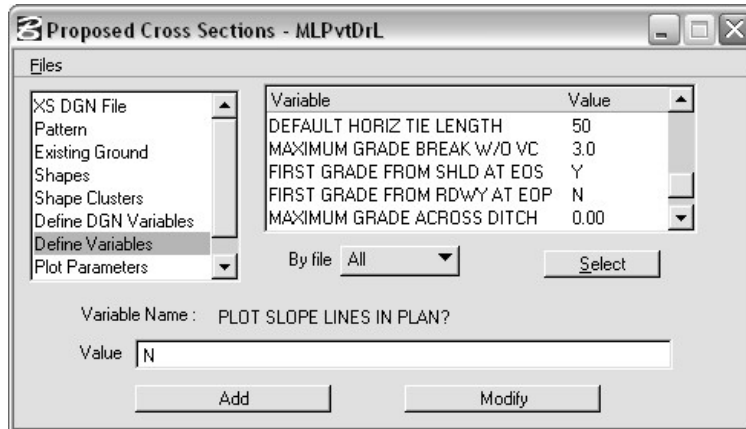 Proposed Cross Sections - MLPvtDrL
Files
XS DGN File
Pattern
Existing Ground
Shapes
Shape Clusters
Define DGN Variables
Define Variables
Plot Parameters
Variable Value
DEFAULT HORIZ TIE LENGTH 50
MAXIMUM GRADE BREAK W/O VC 3.0
FIRST GRADE FROM SHLD AT EOS Y
FIRST GRADE FROM RDWY AT EOP N
MAXIMUM GRADE ACROSS DITCH 0.00
By file All Select
Variable Name : PLOT SLOPE LINES IN PLAN?
Value N
Add Modify